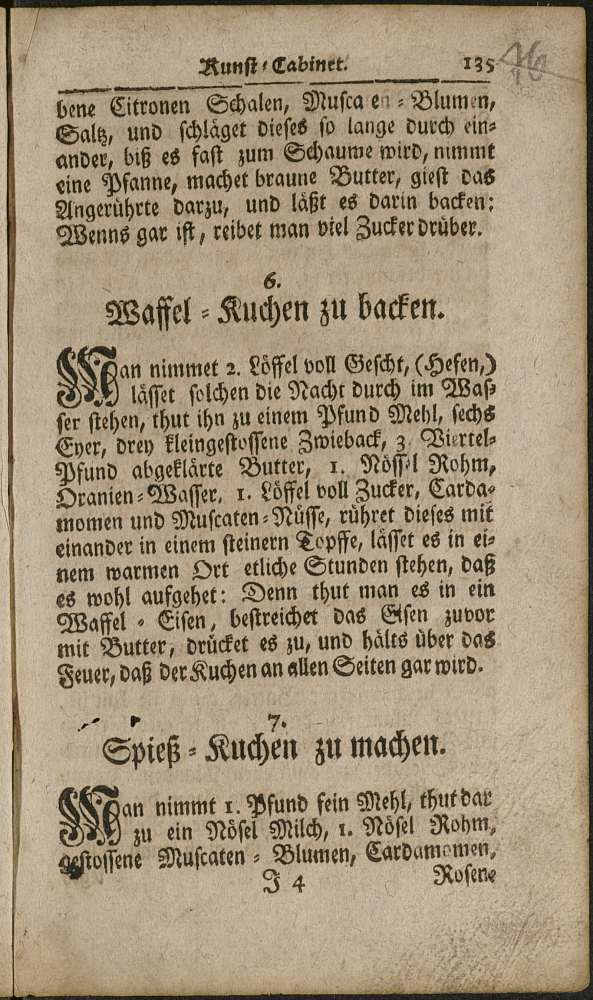 Kunst-Cabinet. 135
bene Citronen Schalen, Muscaten-Blumen,
Saltz, und schläget dieses so lange durch ein-
ander, biß es fast zum Schaume wird, nimmt
eine Pfanne, machet braune Butter, giest das
Angerührte darzu, und läßt es darin backen:
Wenns gar ist, reibet man viel Zucker drüber.
6.
Waffel-Kuchen zu backen.
Man nimmet 2. Löffel voll Gescht, (Hefen,)
lässet solchen die Nacht durch im Was-
ser stehen, thut ihn zu einem Pfund Mehl, sechs
Eyer, drey kleingestossene Zwieback, 3. Viertel-
Pfund abgeklärte Butter, 1. Nössel Rohm,
Oranien-Wasser, 1. Löffel voll Zucker, Carda-
momen und Muscaten-Nüsse, rühret dieses mit
einander in einem steinern Topffe, lässet es in ei-
nem warmen Ort etliche Stunden stehen, daß
es wohl aufgehet: Denn thut man es in ein
Waffel-Eisen, bestreichet das Eisen zuvor
mit Butter, drücket es zu, und hälts über das
Feuer, daß der Kuchen an allen Seiten gar wird.
7.
Spieß-Kuchen zu machen.
Man nimmt 1. Pfund fein Mehl, thut dar
zu ein Nösel Milch, 1. Nösel Rohm,
gestossene Muscaten-Blumen, Cardamomen,
J 4 Rosene